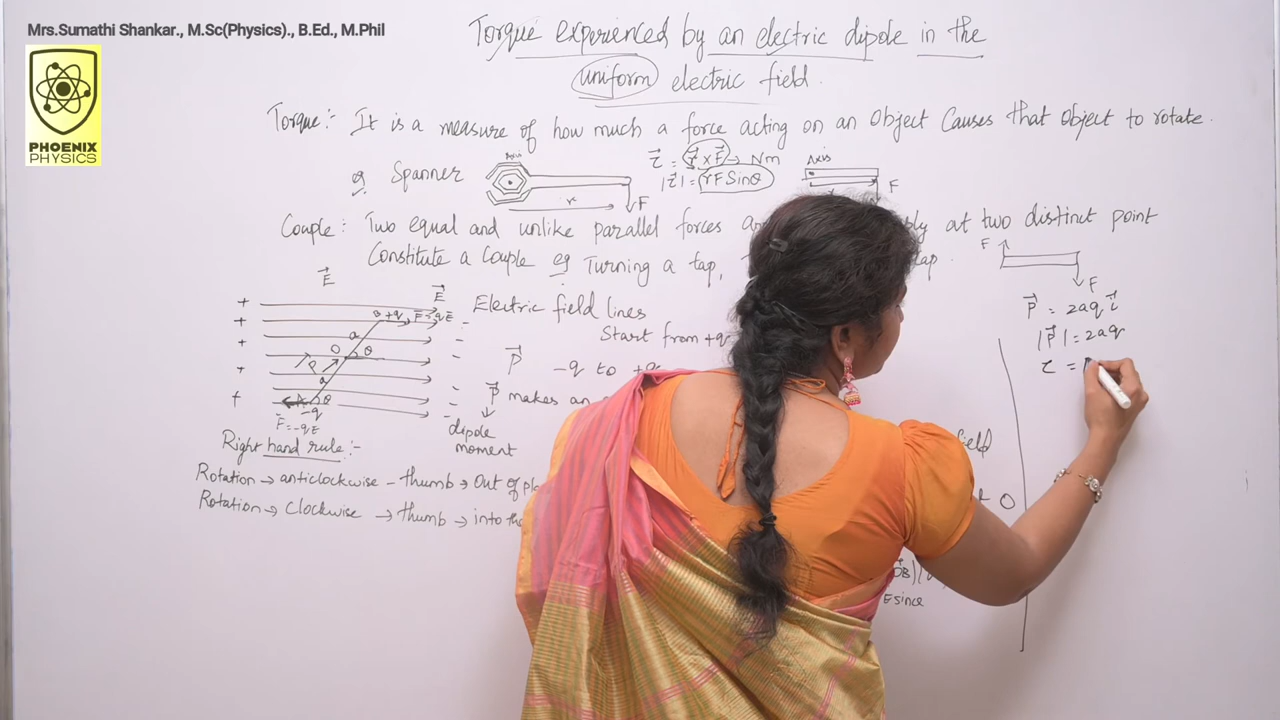 Mrs.Sumathi Shankar., M.Sc(Physics)., B.Ed., M.Phil
PHOENIX
PHYSICS
Torque experienced by an electric dipole in the
uniform electric field.
Torque:- It is a measure of how much a force acting on an object causes that object to rotate.
eg Spanner
Axis
r
F
τ⃗ = r⃗ × F⃗ → Nm
|τ⃗| = rF Sinθ
Axis
r
F
Couple: Two equal and unlike parallel forces at two distinct point
Constitute a Couple eg Turning a tap,
F
F
E⃗
E⃗
+
+
+
+
B +q F⃗=qE⃗
a
O θ
P
a
θ
-q
F⃗=-qE
Electric field lines
Start from +q
P⃗ -q to +q
P⃗ makes an
dipole
moment
Right hand rule:-
Rotation → anticlockwise - thumb → Out of
Rotation → Clockwise → thumb → into
field
O
E since
P⃗ = 2aq i⃗
|P⃗| = 2aq
τ =